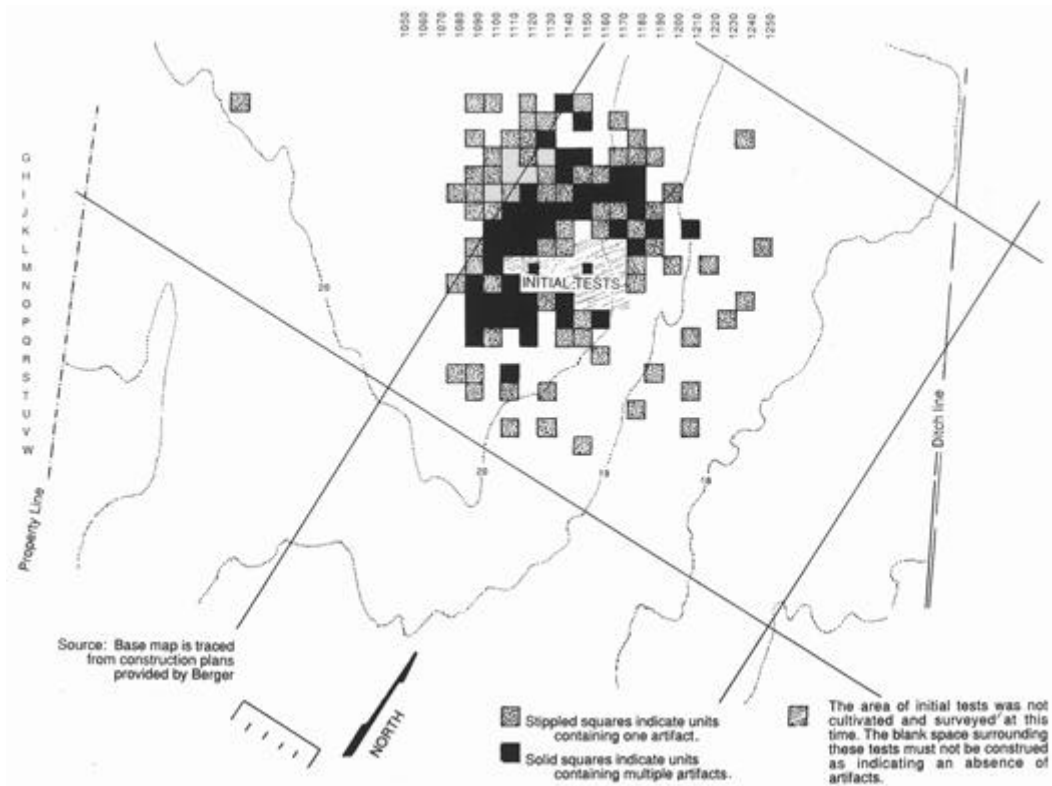 1050
1060
1070
1080
1090
1100
1110
1120
1130
1140
1150
1160
1170
1180
1190
1200
1210
1220
1230
1240
1250
G
H
I
J
K
L
M
N
O
P
Q
R
S
T
U
V
W
INITIAL TESTS
20
20
19
18
Property Line
Ditch line
Source: Base map is traced
from construction plans
provided by Berger
NORTH
Stippled squares indicate units
containing one artifact.
Solid squares indicate units
containing multiple artifacts.
The area of initial tests was not
cultivated and surveyed at this
time. The blank space surrounding
these tests must not be construed
as indicating an absence of
artifacts.